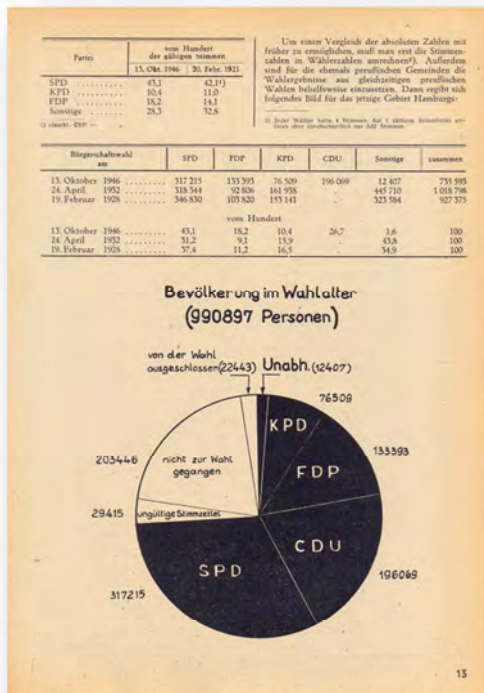 Partei
vom Hundert
der gültigen Stimmen
13. Okt. 1946
20. Febr. 1921
SPD . . . . . . . . . . 43,1 42,1¹)
KPD . . . . . . . . . . 10,4 11,0
FDP . . . . . . . . . . 18,2 14,1
Sonstige . . . . . . . . 28,3 32,8
Um einen Vergleich der absoluten Zahlen mit
früher zu ermöglichen, muß man erst die Stimmen-
zahlen in Wählerzahlen umrechnen²). Außerdem
sind für die ehemals preußischen Gemeinden die
Wahlergebnisse aus gleichzeitigen preußischen
Wahlen behelfsweise einzusetzen. Dann ergibt sich
folgendes Bild für das jetzige Gebiet Hamburgs:
Bürgerschaftswahl
am
SPD FDP KPD CDU Sonstige zusammen
13. Oktober 1946 . . . . . . . . . 317 215 133 393 76 509 196 069 12 407 735 593
24. April 1932 . . . . . . . . . 318 344 92 806 161 938 . 445 710 1 018 798
19. Februar 1928 . . . . . . . . . 346 830 103 820 153 141 . 323 584 927 375
vom Hundert
13. Oktober 1946 . . . . . . . . . 43,1 18,2 10,4 26,7 1,6 100
24. April 1932 . . . . . . . . . 31,2 9,1 15,9 . 43,8 100
19. Februar 1928 . . . . . . . . . 37,4 11,2 16,5 . 34,9 100
Bevölkerung im Wahlalter
(990897 Personen)
von der Wahl
ausgeschlossen(22443)
Unabh.(12407)
76509
KPD
133393
FDP
203446
nicht zur Wahl
gegangen
29415
ungültige Stimmzettel
CDU
196069
SPD
317215
13